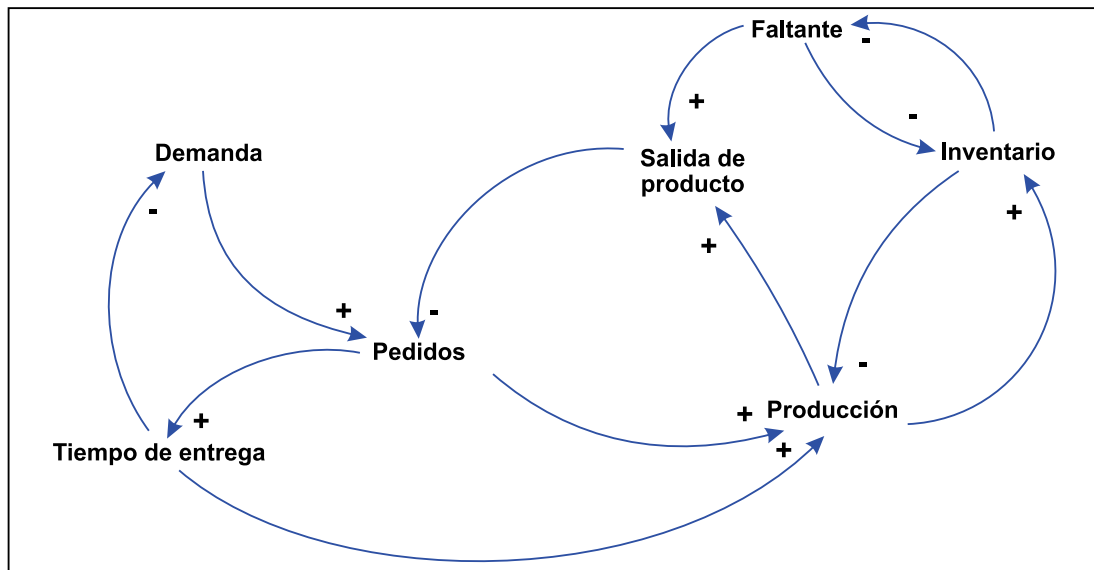 Faltante
-
+
-
Demanda
Salida de
producto
Inventario
-
+
+
+
-
Pedidos
-
+
Producción
+
+
Tiempo de entrega